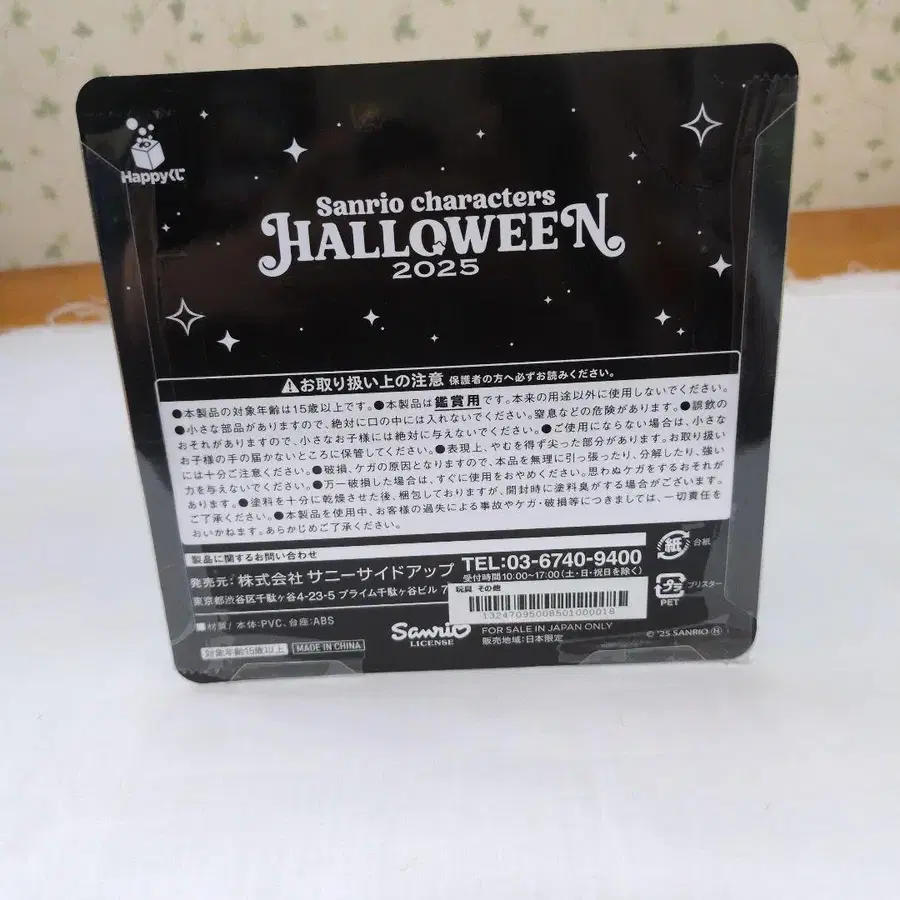 Happyくじ
Sanrio characters
HALLOWEEN
2025
⚠お取り扱い上の注意 保護者の方へ必ずお読みください。
●本製品の対象年齢は15歳以上です。●本製品は鑑賞用です。本来の用途以外に使用しないでください。
●小さな部品がありますので、絶対に口の中には入れないでください。窒息などの危険があります。●誤飲の
おそれがありますので、小さなお子様には絶対に与えないでください。●ご使用にならない場合は、小さな
お子様の手の届かないところに保管してください。●表現上、やむを得ず尖った部分があります。お取り扱い
には十分ご注意ください。●破損、ケガの原因となりますので、本品を無理に引っ張ったり、分解したり、強い
力を与えないでください。●万一破損した場合は、すぐに使用をおやめください。思わぬケガをするおそれが
あります。●塗料を十分に乾燥させた後、梱包しておりますが、開封時に塗料臭がする場合がございます。
ご了承ください。●本製品を使用中、お客様の過失による事故やケガ・破損等につきましては、一切責任を
おいかねます。あらかじめご了承ください。
製品に関するお問い合わせ
発売元: 株式会社 サニーサイドアップ TEL:03-6740-9400
東京都渋谷区千駄ヶ谷4-23-5 プライム千駄ヶ谷ビル 7 受付時間10:00~17:00(土・日・祝日を除く)
紙 台紙
プラ ブリスター
PET
玩具 その他
1324709500850100018
■材質/本体:PVC、台座:ABS
対象年齢15歳以上 MADE IN CHINA
Sanrio
LICENSE
FOR SALE IN JAPAN ONLY
販売地域:日本限定
© '25 SANRIO Ⓗ